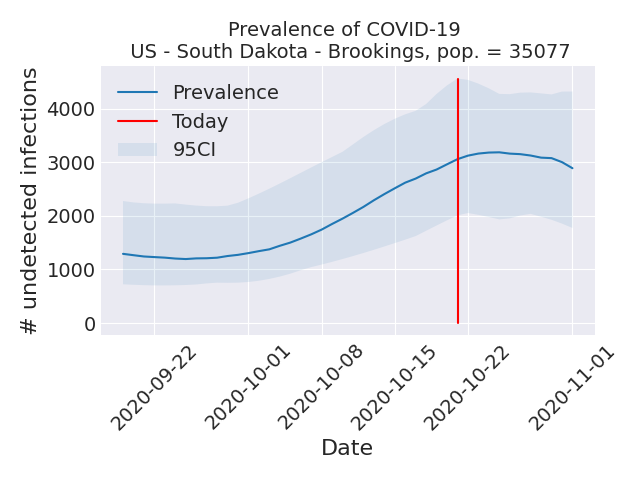 Prevalence of COVID-19
US - South Dakota - Brookings, pop. = 35077
# undetected infections
4000
3000
2000
1000
0
Prevalence
Today
95CI
2020-09-22
2020-10-01
2020-10-08
2020-10-15
2020-10-22
2020-11-01
Date